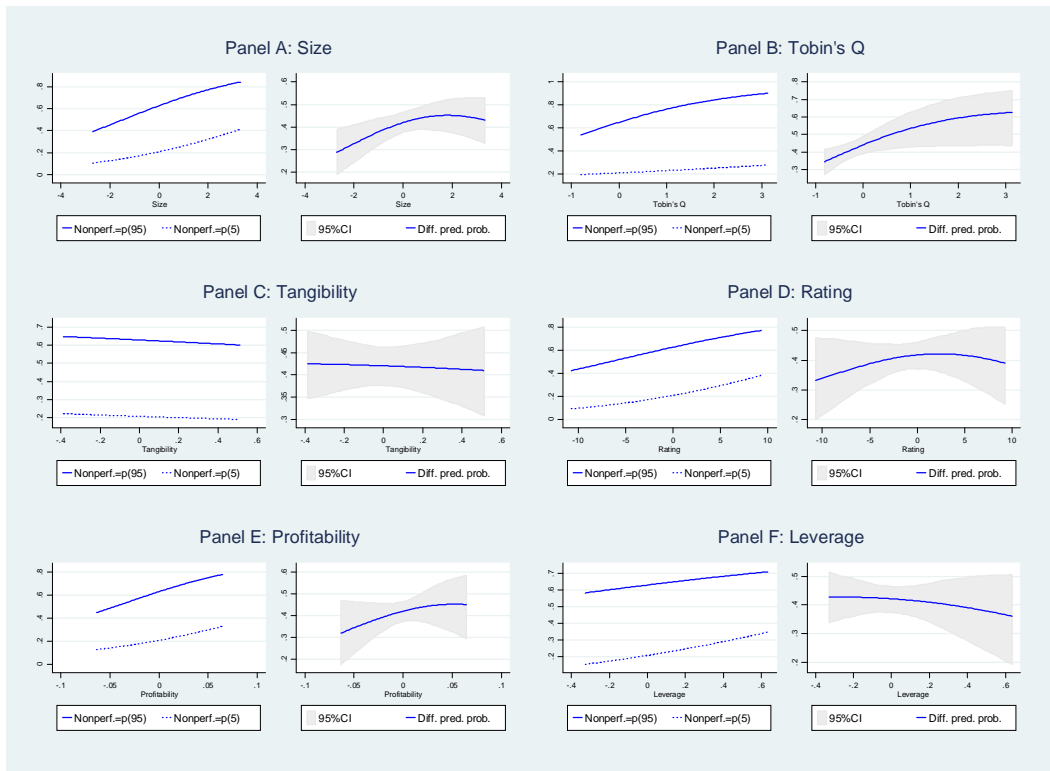 Panel A: Size
Panel B: Tobin's Q
.8
.6
.4
.2
0
-4
-2
0
2
4
Size
Nonperf.=p(95)
Nonperf.=p(5)
.6
.5
.4
.3
.2
-4
-2
0
2
4
Size
95%CI
Diff. pred. prob.
1
.8
.6
.4
.2
-1
0
1
2
3
Tobin's Q
Nonperf.=p(95)
Nonperf.=p(5)
.8
.7
.6
.5
.4
.3
-1
0
1
2
3
Tobin's Q
95%CI
Diff. pred. prob.
Panel C: Tangibility
Panel D: Rating
.7
.6
.5
.4
.3
.2
-.4
-.2
0
.2
.4
.6
Tangibility
Nonperf.=p(95)
Nonperf.=p(5)
.5
.45
.4
.35
.3
-.4
-.2
0
.2
.4
.6
Tangibility
95%CI
Diff. pred. prob.
.8
.6
.4
.2
0
-10
-5
0
5
10
Rating
Nonperf.=p(95)
Nonperf.=p(5)
.5
.4
.3
.2
-10
-5
0
5
10
Rating
95%CI
Diff. pred. prob.
Panel E: Profitability
Panel F: Leverage
.8
.6
.4
.2
0
-.1
-.05
0
.05
.1
Profitability
Nonperf.=p(95)
Nonperf.=p(5)
.6
.5
.4
.3
.2
-.1
-.05
0
.05
.1
Profitability
95%CI
Diff. pred. prob.
.7
.6
.5
.4
.3
.2
-.4
-.2
0
.2
.4
.6
Leverage
Nonperf.=p(95)
Nonperf.=p(5)
.5
.4
.3
.2
-.4
-.2
0
.2
.4
.6
Leverage
95%CI
Diff. pred. prob.